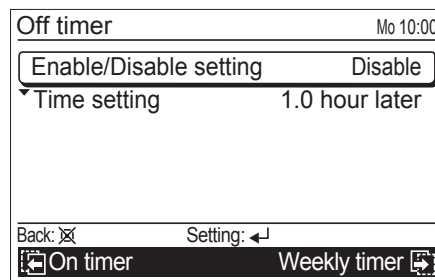 Off timer Mo 10:00
Enable/Disable setting Disable
Time setting 1.0 hour later
Back: Setting:
On timer Weekly timer